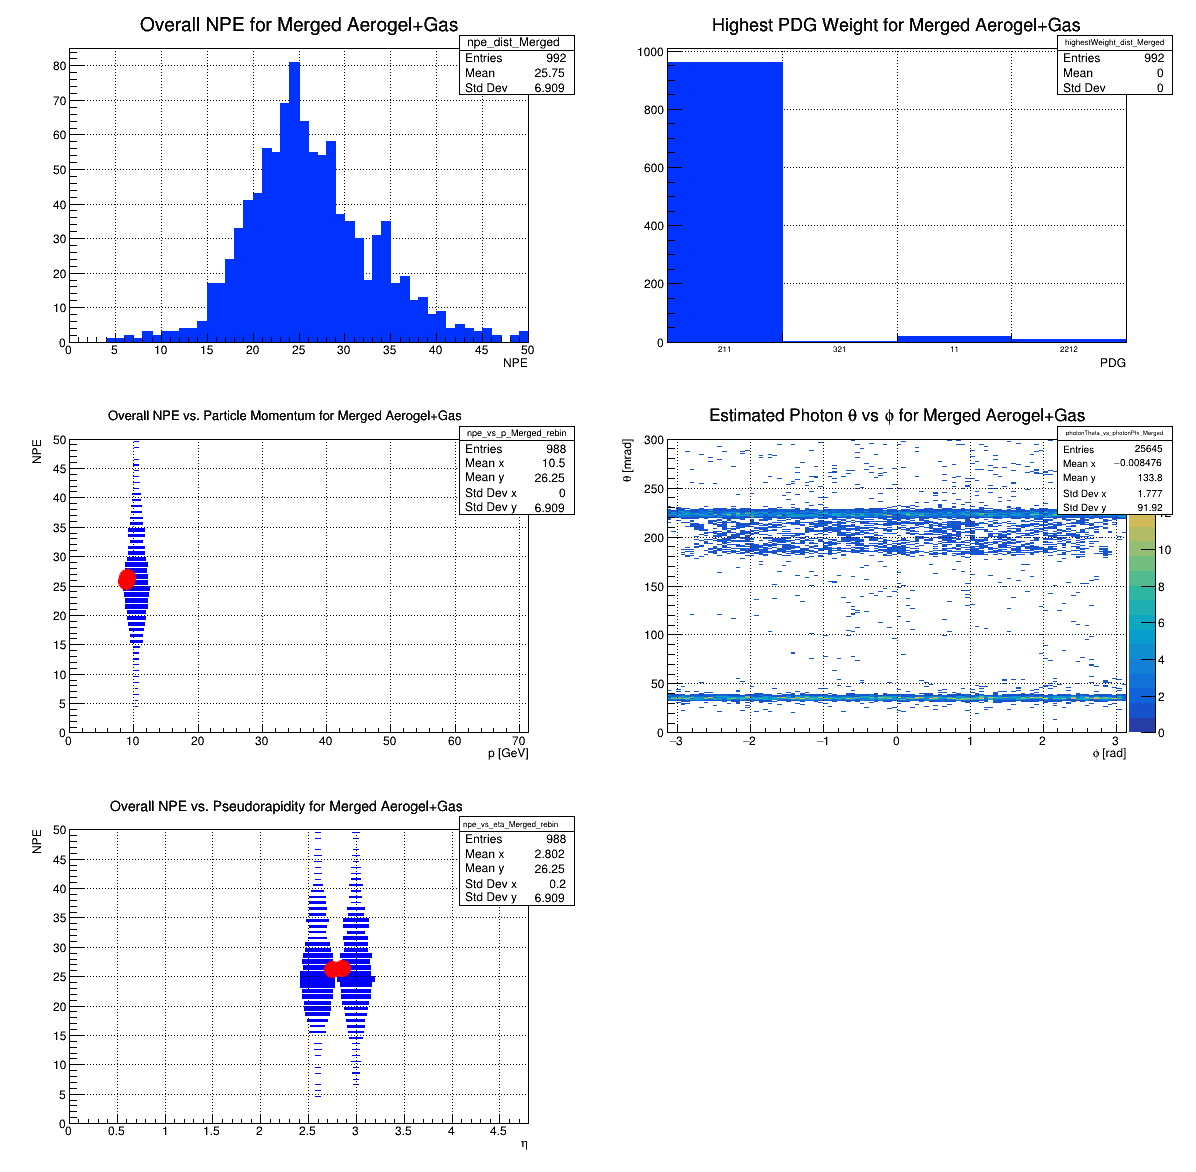 Overall NPE for Merged Aerogel+Gas
npe_dist_Merged
Entries 992
Mean 25.75
Std Dev 6.909
80
70
60
50
40
30
20
10
0
0 5 10 15 20 25 30 35 40 45 50
NPE
Highest PDG Weight for Merged Aerogel+Gas
highestWeight_dist_Merged
Entries 992
Mean 0
Std Dev 0
1000
800
600
400
200
0
211 321 11 2212
PDG
Overall NPE vs. Particle Momentum for Merged Aerogel+Gas
npe_vs_p_Merged_rebin
Entries 988
Mean x 10.5
Mean y 26.25
Std Dev x 0
Std Dev y 6.909
NPE
50
45
40
35
30
25
20
15
10
5
0
0 10 20 30 40 50 60 70
p [GeV]
Estimated Photon θ vs ϕ for Merged Aerogel+Gas
photonTheta_vs_photonPhi_Merged
Entries 25645
Mean x −0.008476
Mean y 133.8
Std Dev x 1.777
Std Dev y 91.92
θ [mrad]
300
250
200
150
100
50
0
−3 −2 −1 0 1 2 3
ϕ [rad]
10
8
6
4
2
0
Overall NPE vs. Pseudorapidity for Merged Aerogel+Gas
npe_vs_eta_Merged_rebin
Entries 988
Mean x 2.802
Mean y 26.25
Std Dev x 0.2
Std Dev y 6.909
NPE
50
45
40
35
30
25
20
15
10
5
0
0 0.5 1 1.5 2 2.5 3 3.5 4 4.5
η